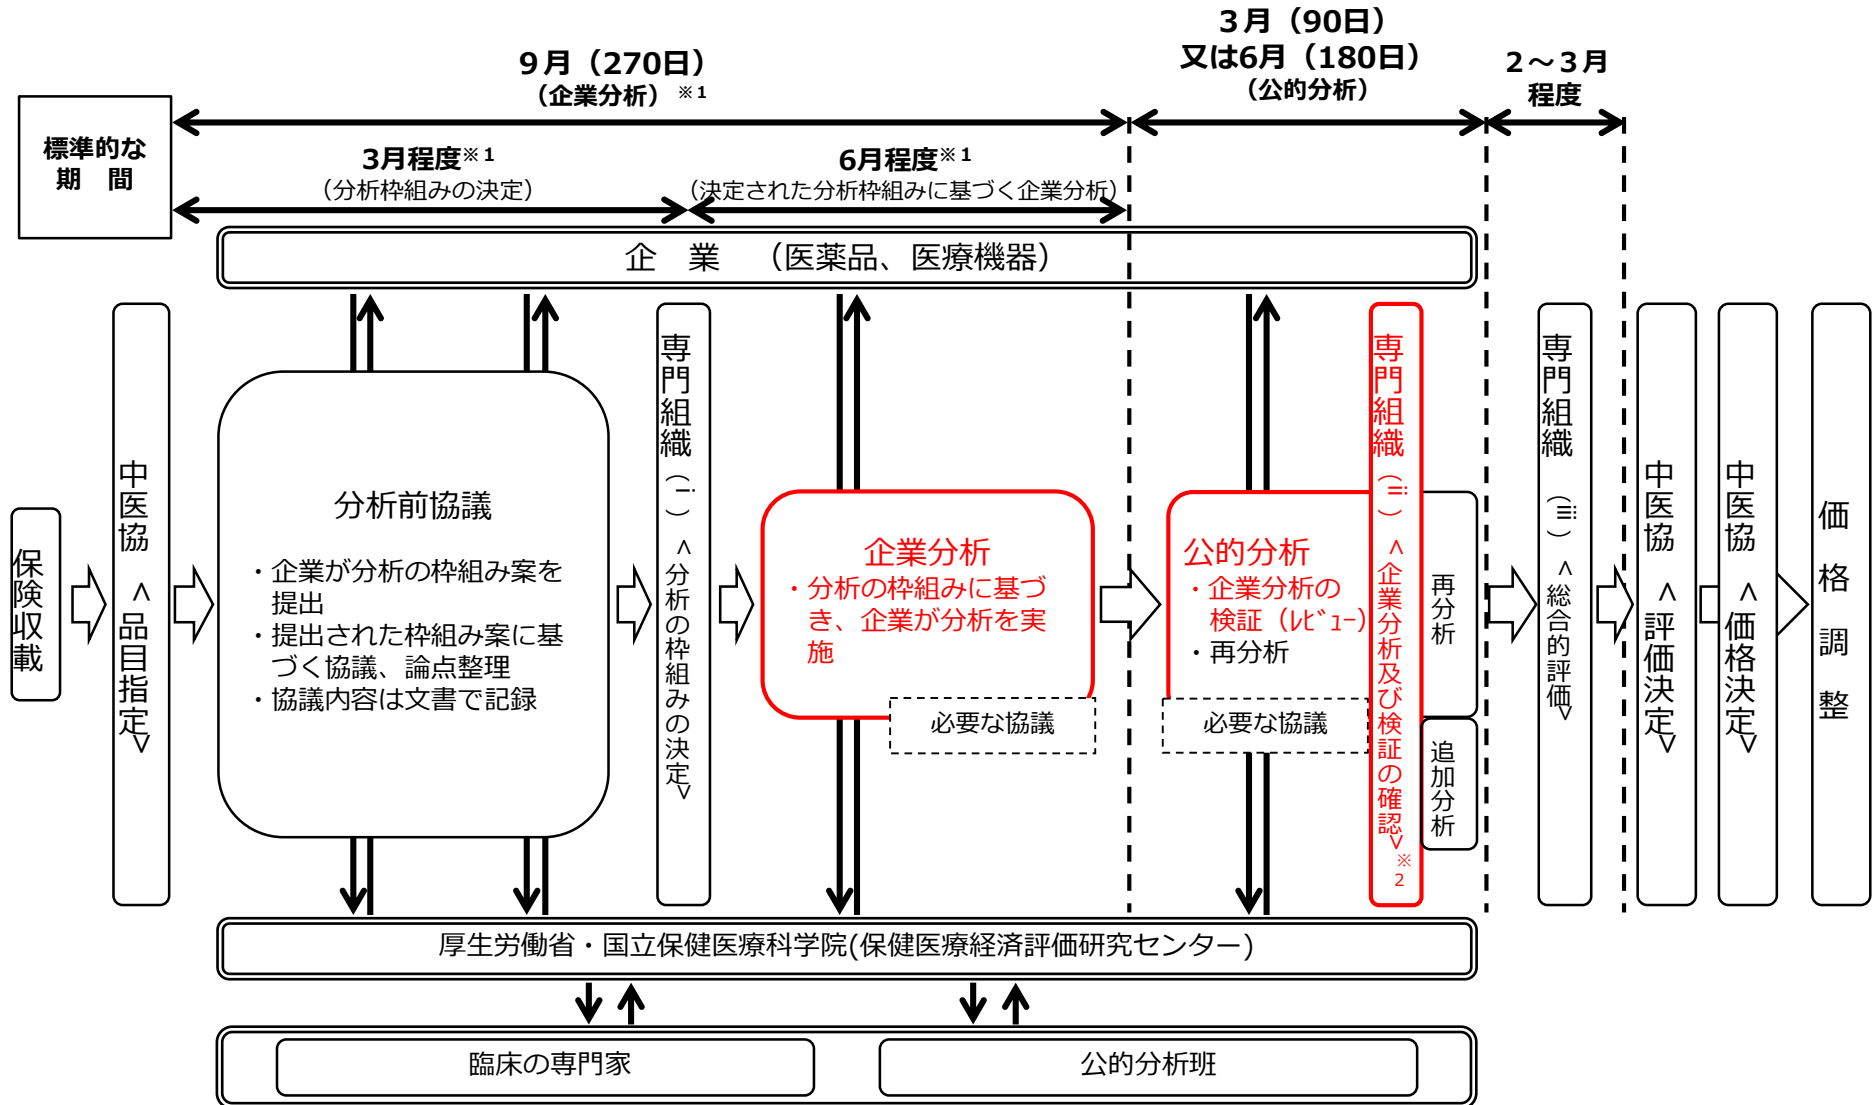 ３月（90日）
又は6月（180日）
（公的分析）
９月（270日）
（企業分析）※１
２～３月
程度
標準的な
期　間
3月程度※１
（分析枠組みの決定）
6月程度※１
（決定された分析枠組みに基づく企業分析）
企　業　（医薬品、医療機器）
保険収載
中医協　＜品目指定＞
分析前協議
・企業が分析の枠組み案を
提出
・提出された枠組み案に基
づく協議、論点整理
・協議内容は文書で記録
専門組織（ⅰ）＜分析の枠組みの決定＞
企業分析
・分析の枠組みに基づ
き、企業が分析を実
施
必要な協議
公的分析
・企業分析の
検証（ﾚﾋﾞｭｰ）
・再分析
必要な協議
専門組織（ⅱ）＜企業分析及び検証の確認＞※2
再分析
追加分析
専門組織（ⅲ）＜総合的評価＞
中医協　＜評価決定＞
中医協　＜価格決定＞
価格調整
厚生労働省・国立保健医療科学院(保健医療経済評価研究センター)
臨床の専門家
公的分析班